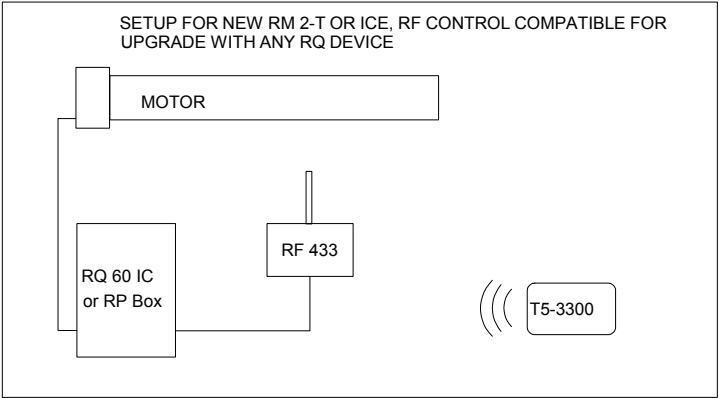 SETUP FOR NEW RM 2-T OR ICE, RF CONTROL COMPATIBLE FOR
UPGRADE WITH ANY RQ DEVICE
MOTOR
RF 433
RQ 60 IC
or RP Box
T5-3300